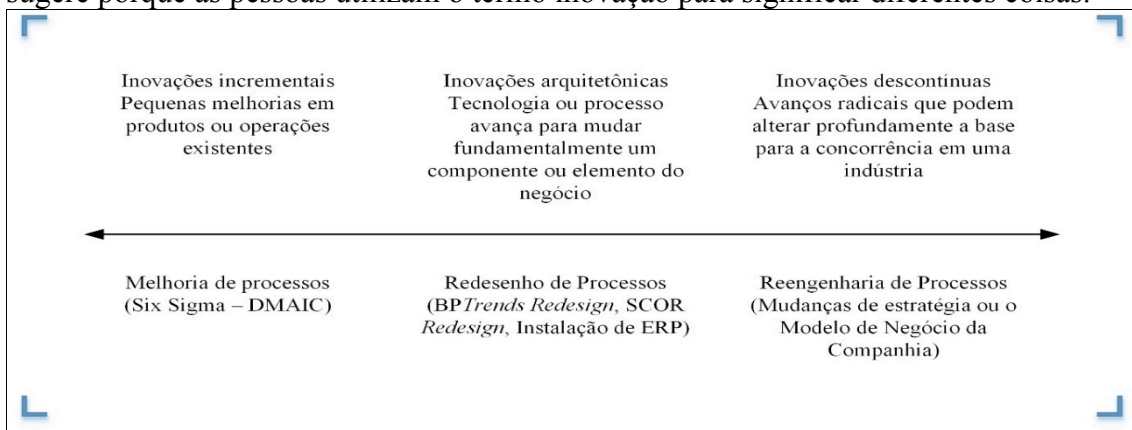 sugere porque as pessoas utilizam o termo inovação para significar diferentes coisas.
Inovações incrementais
Pequenas melhorias em
produtos ou operações
existentes
Inovações arquitetônicas
Tecnologia ou processo
avança para mudar
fundamentalmente um
componente ou elemento do
negócio
Inovações descontínuas
Avanços radicais que podem
alterar profundamente a base
para a concorrência em uma
indústria
Melhoria de processos
(Six Sigma – DMAIC)
Redesenho de Processos
(BPTrends Redesign, SCOR
Redesign, Instalação de ERP)
Reengenharia de Processos
(Mudanças de estratégia ou o
Modelo de Negócio da
Companhia)